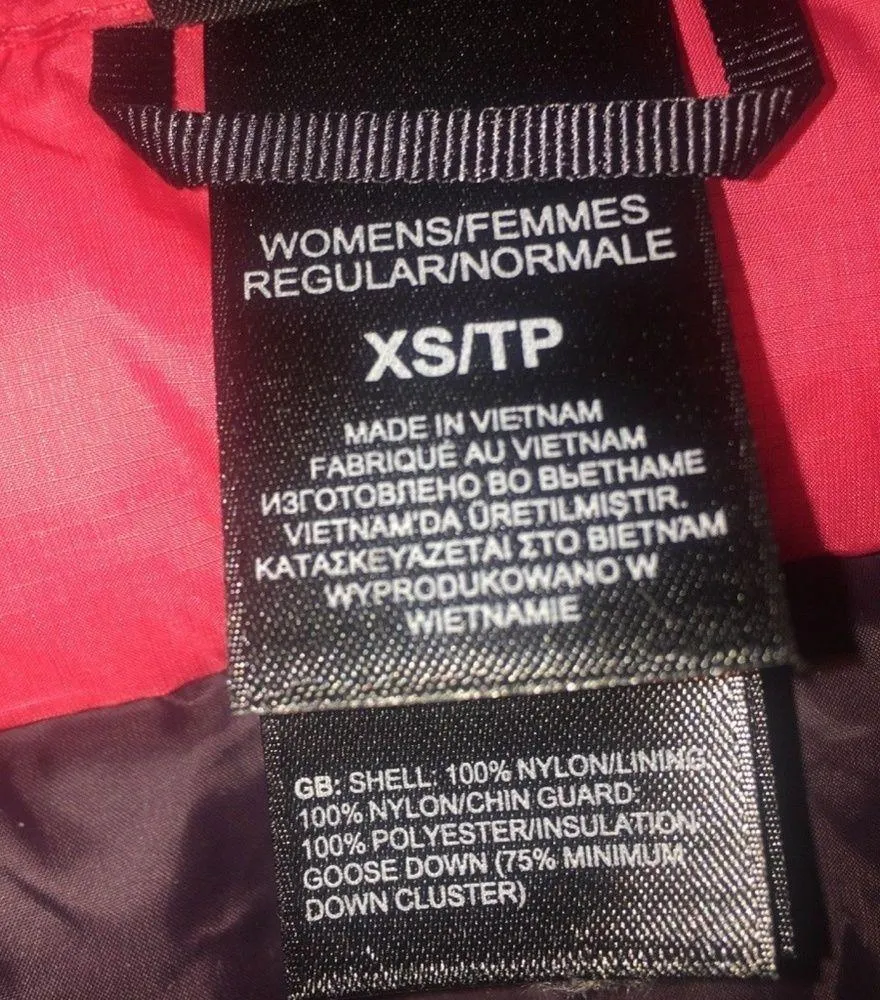 WOMENS/FEMMES
REGULAR/NORMALE
XS/TP
MADE IN VIETNAM
FABRIQUÉ AU VIETNAM
ИЗГОТОВЛЕНО ВО ВЬЕТНАМЕ
VIETNAM'DA ÜRETILMIŞTIR.
ΚΑΤΑΣΚΕΥΑΖΕΤΑΙ ΣΤΟ ΒΙΕΤΝΑΜ
WYPRODUKOWANO W
WIETNAMIE
GB: SHELL: 100% NYLON/LINING:
100% NYLON/CHIN GUARD:
100% POLYESTER/INSULATION:
GOOSE DOWN (75% MINIMUM
DOWN CLUSTER)